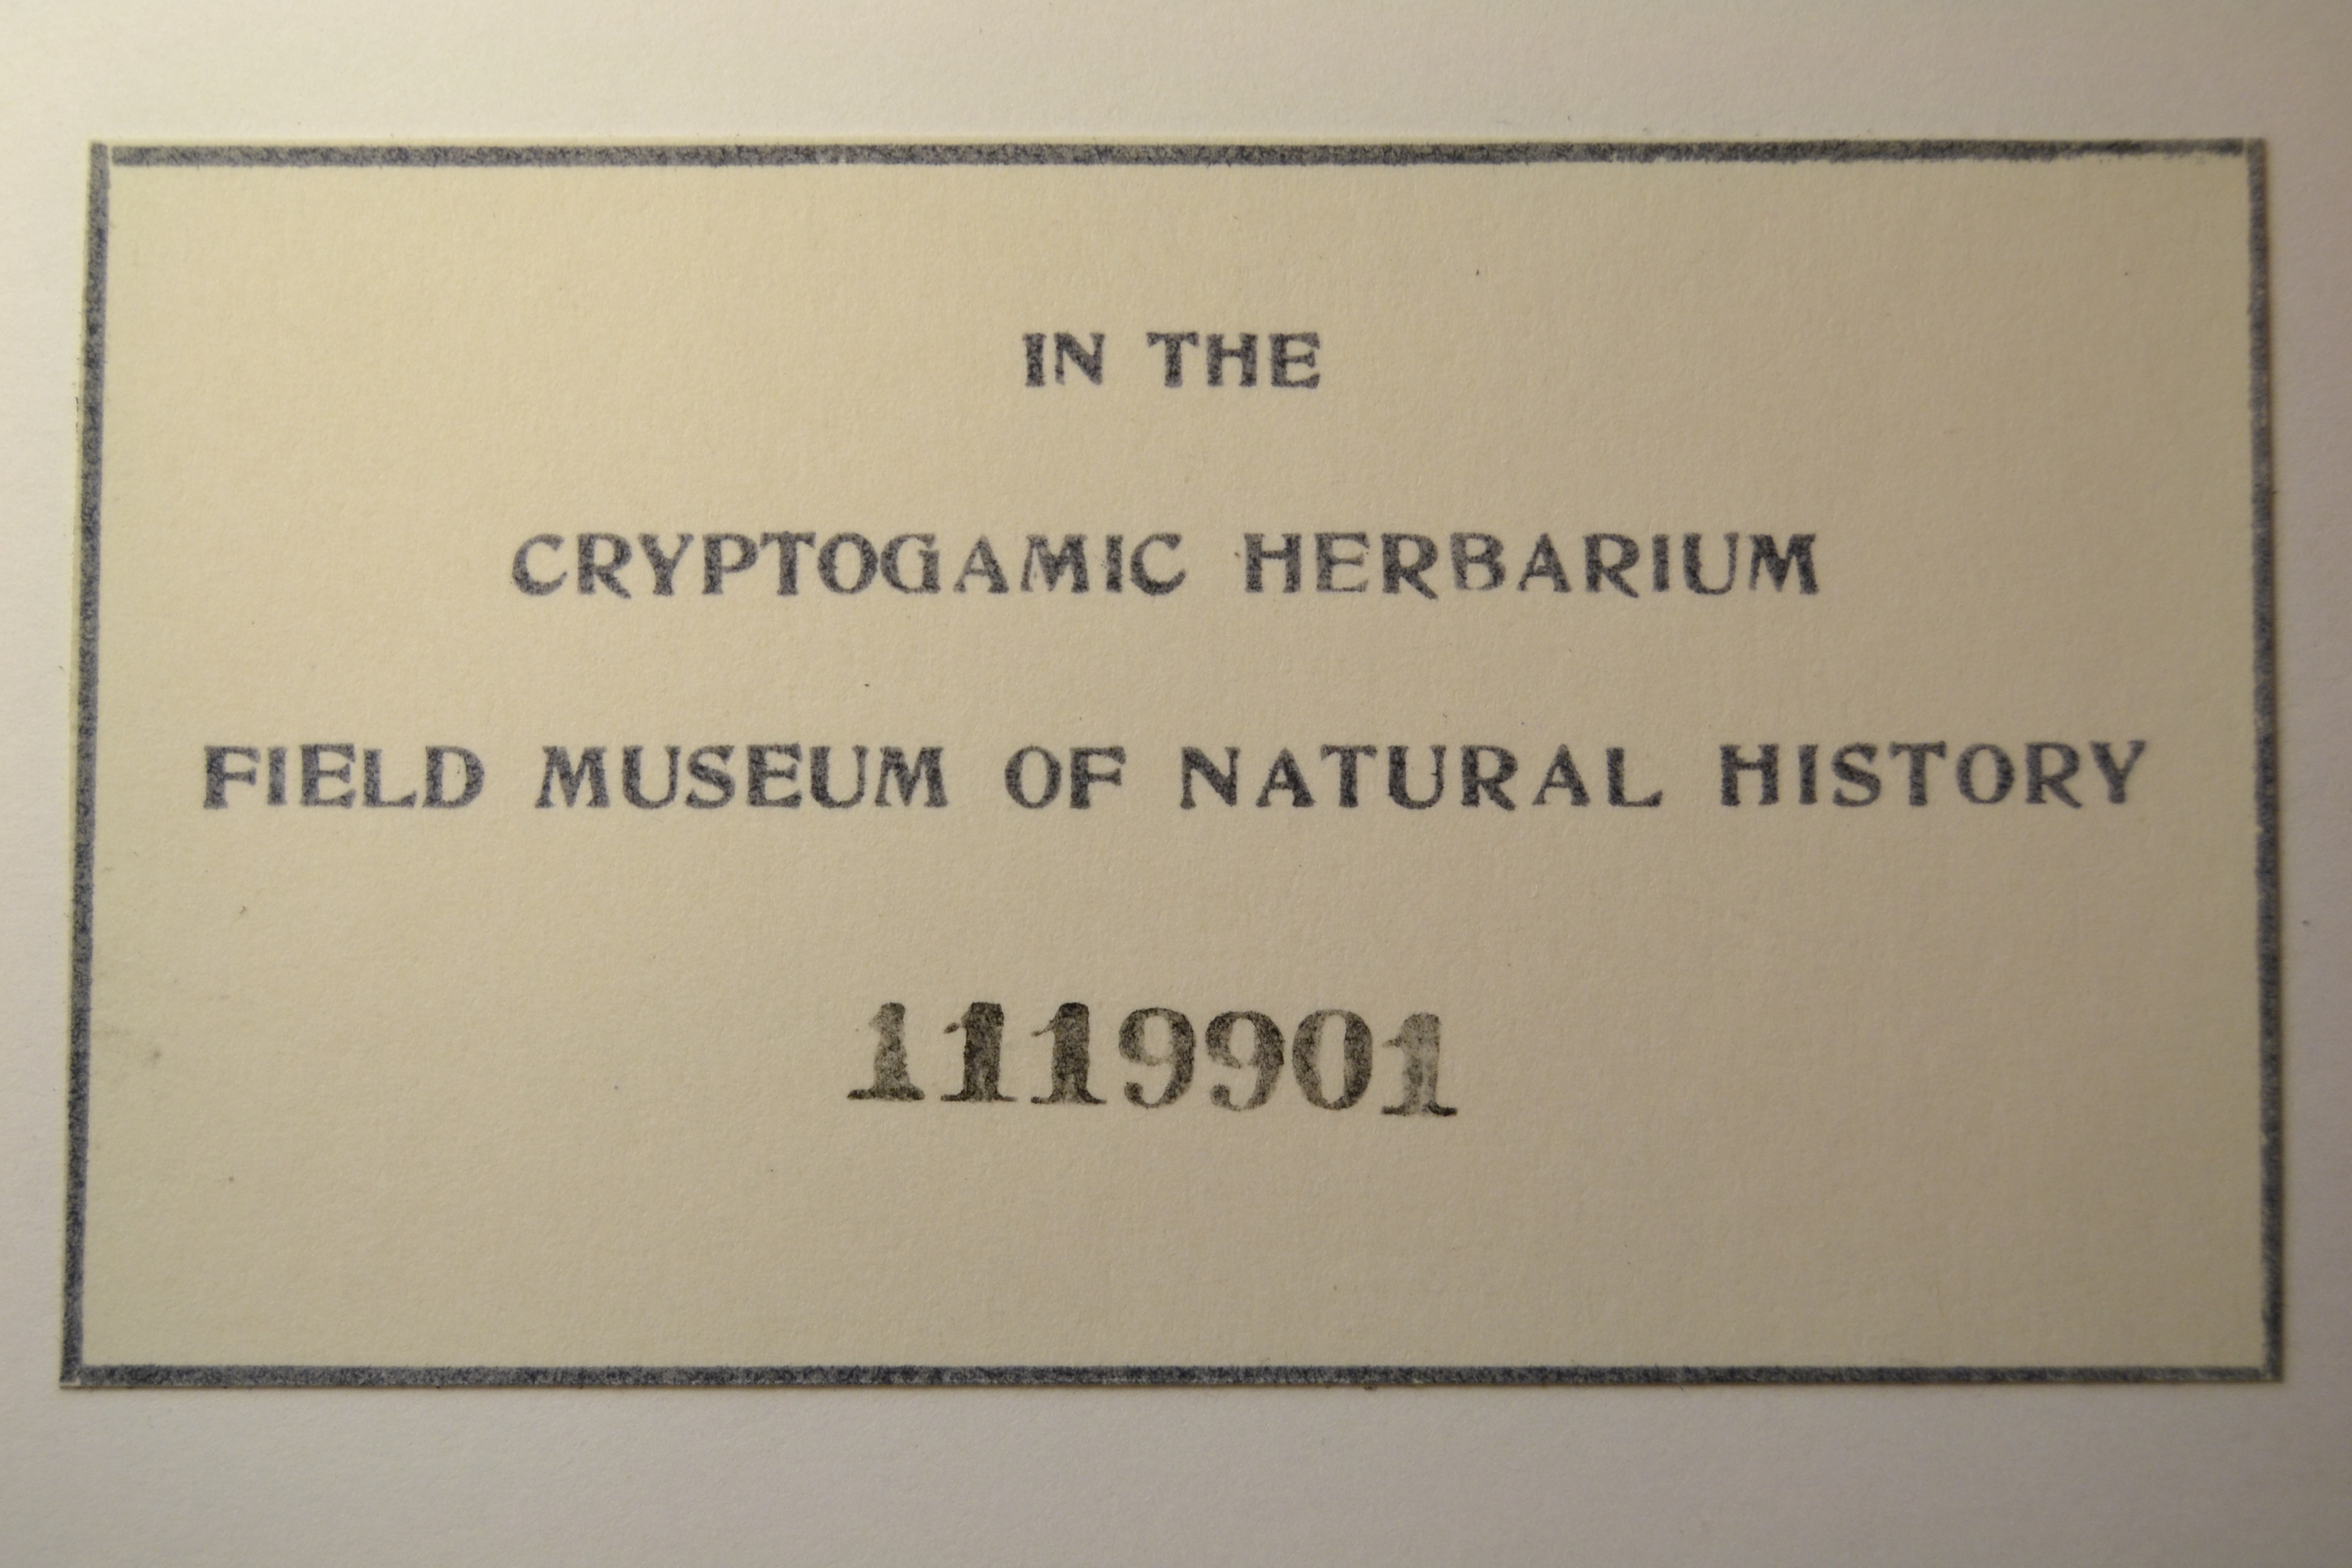 IN THE
CRYPTOGAMIC HERBARIUM
FIELD MUSEUM OF NATURAL HISTORY
1119901